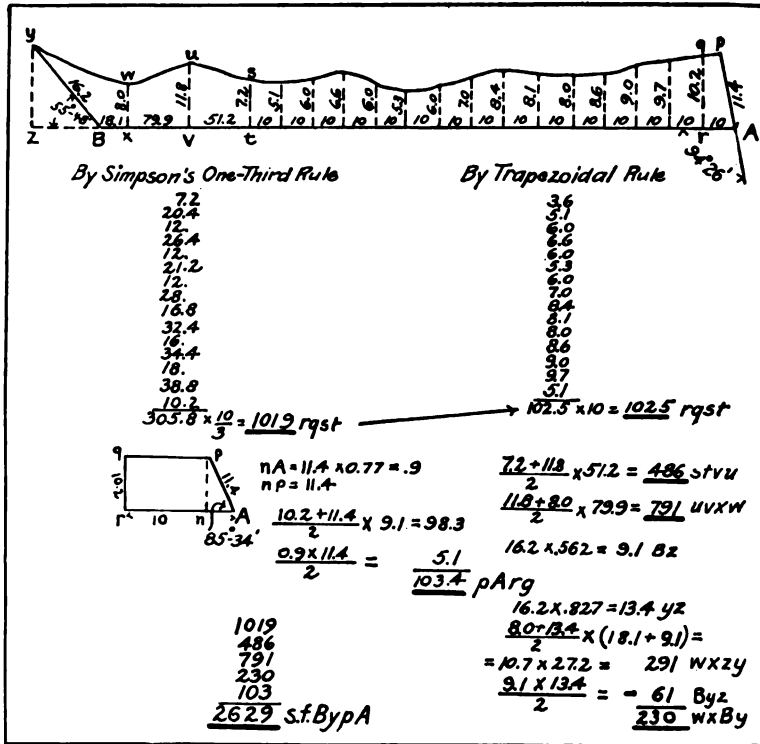 y w u s q p
16.2 8.0 11.8 7.2 5.1 6.0 6.6 6.0 5.3 6.0 7.0 8.4 8.1 8.0 8.6 9.0 9.7 10.2 11.4
18.1 79.9 51.2 10 10 10 10 10 10 10 10 10 10 10 10 10 10 10
Z B x v t r A
94°26'
By Simpson's One-Third Rule
7.2
20.4
12.
26.4
12.
21.2
12.
28.
16.8
32.4
16.
34.4
18.
38.8
10.2
305.8 × 10/3 = 1019 rqst
By Trapezoidal Rule
3.6
5.1
6.0
6.6
6.0
5.3
6.0
7.0
8.4
8.1
8.0
8.6
9.0
9.7
5.1
102.5 × 10 = 1025 rqst
q p
10.2 11.4
r 10 n A
85°-34'
nA = 11.4 × 0.77 = .9
np = 11.4
(10.2 + 11.4)/2 × 9.1 = 98.3
(0.9 × 11.4)/2 = 5.1
103.4 pArq
(7.2 + 11.8)/2 × 51.2 = 486 stvu
(11.8 + 8.0)/2 × 79.9 = 791 uvxw
16.2 × .562 = 9.1 Bz
16.2 × .827 = 13.4 yz
(8.0 + 13.4)/2 × (18.1 + 9.1) =
= 10.7 × 27.2 = 291 wxzy
(9.1 × 13.4)/2 = - 61 Byz
230 wxBy
1019
486
791
230
103
2629 s.f. BypA